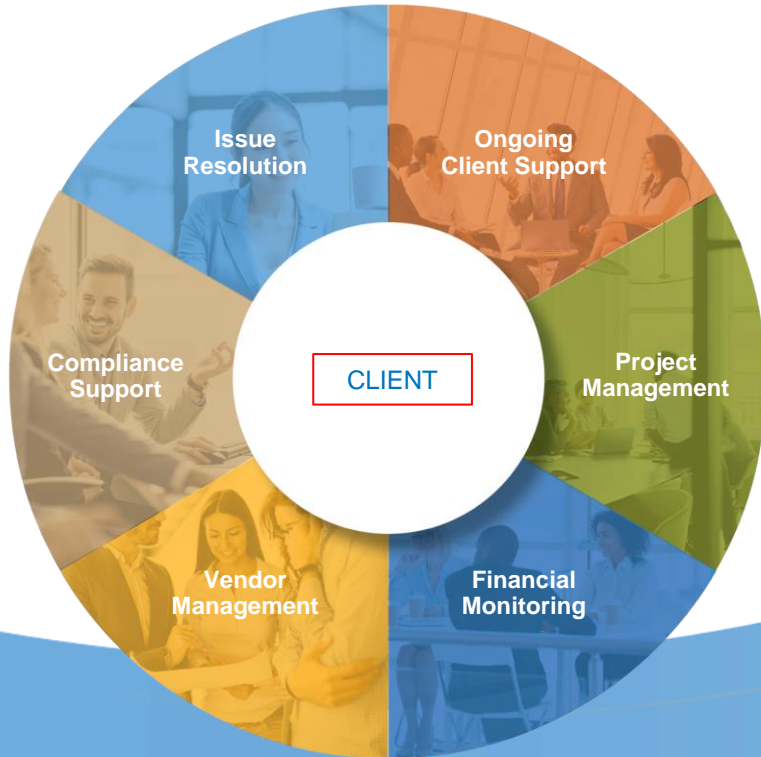 Issue
Resolution
Ongoing
Client Support
Compliance
Support
CLIENT
Project
Management
Vendor
Management
Financial
Monitoring